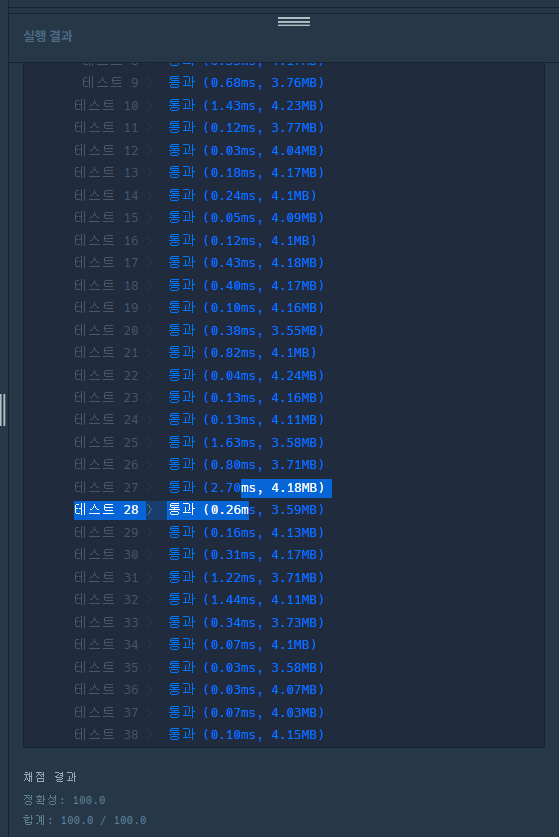 실행 결과
테스트 9 〉 통과 (0.68ms, 3.76MB)
테스트 10 〉 통과 (1.43ms, 4.23MB)
테스트 11 〉 통과 (0.12ms, 3.77MB)
테스트 12 〉 통과 (0.03ms, 4.04MB)
테스트 13 〉 통과 (0.18ms, 4.17MB)
테스트 14 〉 통과 (0.24ms, 4.1MB)
테스트 15 〉 통과 (0.05ms, 4.09MB)
테스트 16 〉 통과 (0.12ms, 4.1MB)
테스트 17 〉 통과 (0.43ms, 4.18MB)
테스트 18 〉 통과 (0.40ms, 4.17MB)
테스트 19 〉 통과 (0.10ms, 4.16MB)
테스트 20 〉 통과 (0.38ms, 3.55MB)
테스트 21 〉 통과 (0.82ms, 4.1MB)
테스트 22 〉 통과 (0.04ms, 4.24MB)
테스트 23 〉 통과 (0.13ms, 4.16MB)
테스트 24 〉 통과 (0.13ms, 4.11MB)
테스트 25 〉 통과 (1.63ms, 3.58MB)
테스트 26 〉 통과 (0.80ms, 3.71MB)
테스트 27 〉 통과 (2.70ms, 4.18MB)
테스트 28 〉 통과 (0.26ms, 3.59MB)
테스트 29 〉 통과 (0.16ms, 4.13MB)
테스트 30 〉 통과 (0.31ms, 4.17MB)
테스트 31 〉 통과 (1.22ms, 3.71MB)
테스트 32 〉 통과 (1.44ms, 4.11MB)
테스트 33 〉 통과 (0.34ms, 3.73MB)
테스트 34 〉 통과 (0.07ms, 4.1MB)
테스트 35 〉 통과 (0.03ms, 3.58MB)
테스트 36 〉 통과 (0.03ms, 4.07MB)
테스트 37 〉 통과 (0.07ms, 4.03MB)
테스트 38 〉 통과 (0.10ms, 4.15MB)
채점 결과
정확성: 100.0
합계: 100.0 / 100.0